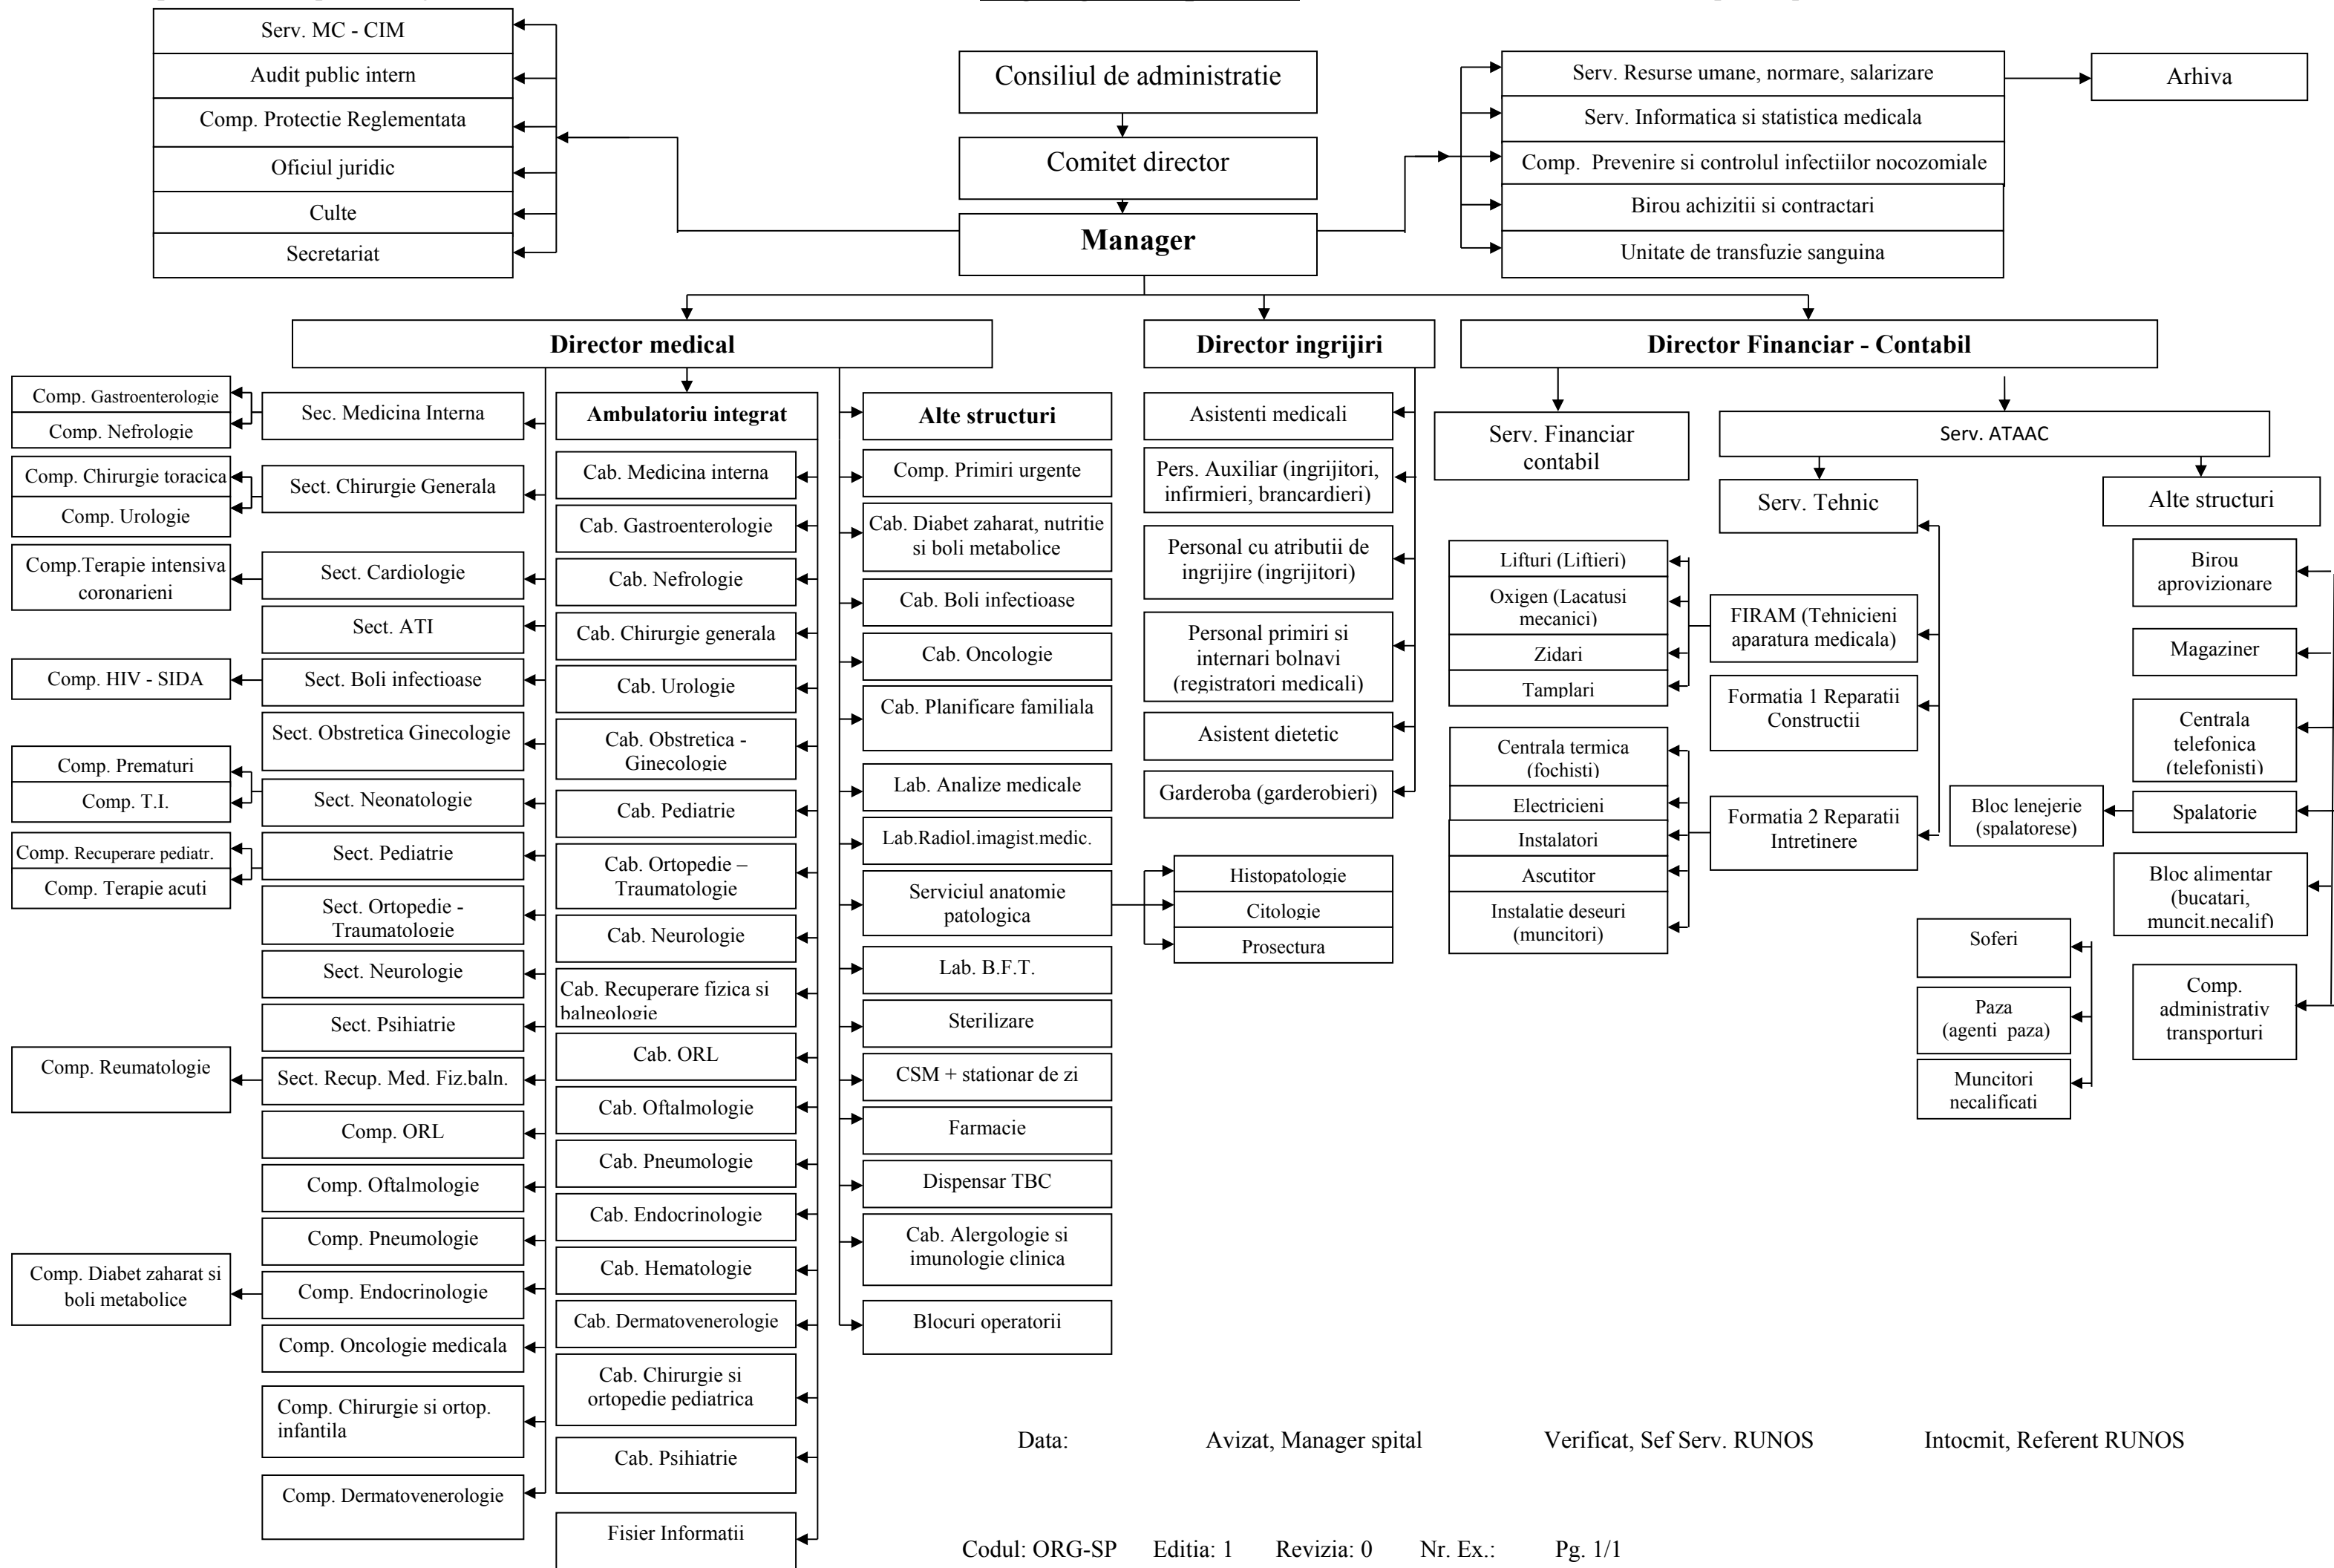 Serv. MC - CIM
Audit public intern
Comp. Protectie Reglementata
Oficiul juridic
Culte
Secretariat
Consiliul de administratie
Comitet director
Manager
Serv. Resurse umane, normare, salarizare
Serv. Informatica si statistica medicala
Comp. Prevenire si controlul infectiilor nocozomiale
Birou achizitii si contractari
Unitate de transfuzie sanguina
Arhiva
Director medical
Director ingrijiri
Director Financiar - Contabil
Comp. Gastroenterologie
Comp. Nefrologie
Comp. Chirurgie toracica
Comp. Urologie
Comp.Terapie intensiva
coronarieni
Comp. HIV - SIDA
Comp. Prematuri
Comp. T.I.
Comp. Recuperare pediatr.
Comp. Terapie acuti
Comp. Reumatologie
Comp. Diabet zaharat si
boli metabolice
Sec. Medicina Interna
Sect. Chirurgie Generala
Sect. Cardiologie
Sect. ATI
Sect. Boli infectioase
Sect. Obstretica Ginecologie
Sect. Neonatologie
Sect. Pediatrie
Sect. Ortopedie -
Traumatologie
Sect. Neurologie
Sect. Psihiatrie
Sect. Recup. Med. Fiz.baln.
Comp. ORL
Comp. Oftalmologie
Comp. Pneumologie
Comp. Endocrinologie
Comp. Oncologie medicala
Comp. Chirurgie si ortop.
infantila
Comp. Dermatovenerologie
Ambulatoriu integrat
Cab. Medicina interna
Cab. Gastroenterologie
Cab. Nefrologie
Cab. Chirurgie generala
Cab. Urologie
Cab. Obstretica -
Ginecologie
Cab. Pediatrie
Cab. Ortopedie –
Traumatologie
Cab. Neurologie
Cab. Recuperare fizica si
balneologie
Cab. ORL
Cab. Oftalmologie
Cab. Pneumologie
Cab. Endocrinologie
Cab. Hematologie
Cab. Dermatovenerologie
Cab. Chirurgie si
ortopedie pediatrica
Cab. Psihiatrie
Fisier Informatii
Alte structuri
Comp. Primiri urgente
Cab. Diabet zaharat, nutritie
si boli metabolice
Cab. Boli infectioase
Cab. Oncologie
Cab. Planificare familiala
Lab. Analize medicale
Lab.Radiol.imagist.medic.
Serviciul anatomie
patologica
Lab. B.F.T.
Sterilizare
CSM + stationar de zi
Farmacie
Dispensar TBC
Cab. Alergologie si
imunologie clinica
Blocuri operatorii
Histopatologie
Citologie
Prosectura
Asistenti medicali
Pers. Auxiliar (ingrijitori,
infirmieri, brancardieri)
Personal cu atributii de
ingrijire (ingrijitori)
Personal primiri si
internari bolnavi
(registratori medicali)
Asistent dietetic
Garderoba (garderobieri)
Serv. Financiar
contabil
Serv. ATAAC
Serv. Tehnic
Alte structuri
Lifturi (Liftieri)
Oxigen (Lacatusi
mecanici)
Zidari
Tamplari
Centrala termica
(fochisti)
Electricieni
Instalatori
Ascutitor
Instalatie deseuri
(muncitori)
FIRAM (Tehnicieni
aparatura medicala)
Formatia 1 Reparatii
Constructii
Formatia 2 Reparatii
Intretinere
Birou
aprovizionare
Magaziner
Centrala
telefonica
(telefonisti)
Bloc lenejerie
(spalatorese)
Spalatorie
Bloc alimentar
(bucatari,
muncit.necalif)
Comp.
administrativ
transporturi
Soferi
Paza
(agenti paza)
Muncitori
necalificati
Data: Avizat, Manager spital Verificat, Sef Serv. RUNOS Intocmit, Referent RUNOS
Codul: ORG-SP Editia: 1 Revizia: 0 Nr. Ex.: Pg. 1/1